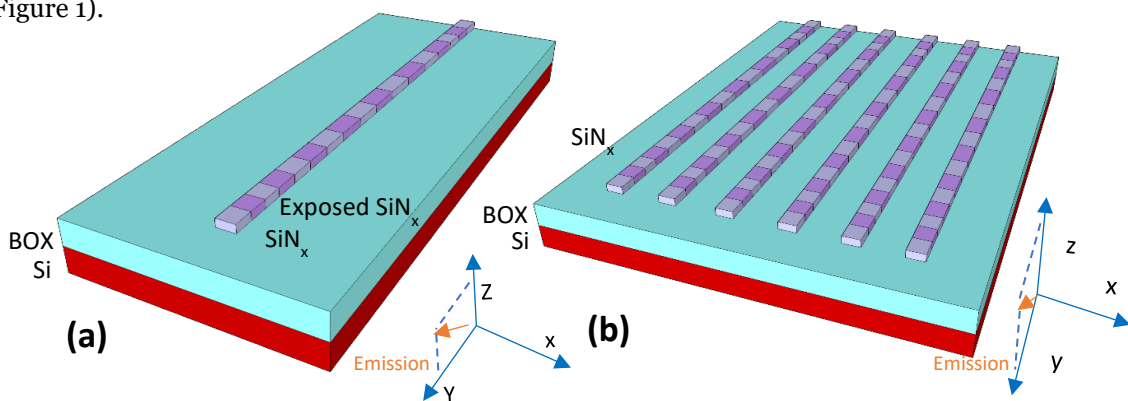 Figure 1).
Exposed SiNx
SiNx
BOX
Si
(a)
Z
x
Y
Emission
SiNx
BOX
Si
(b)
z
x
y
Emission